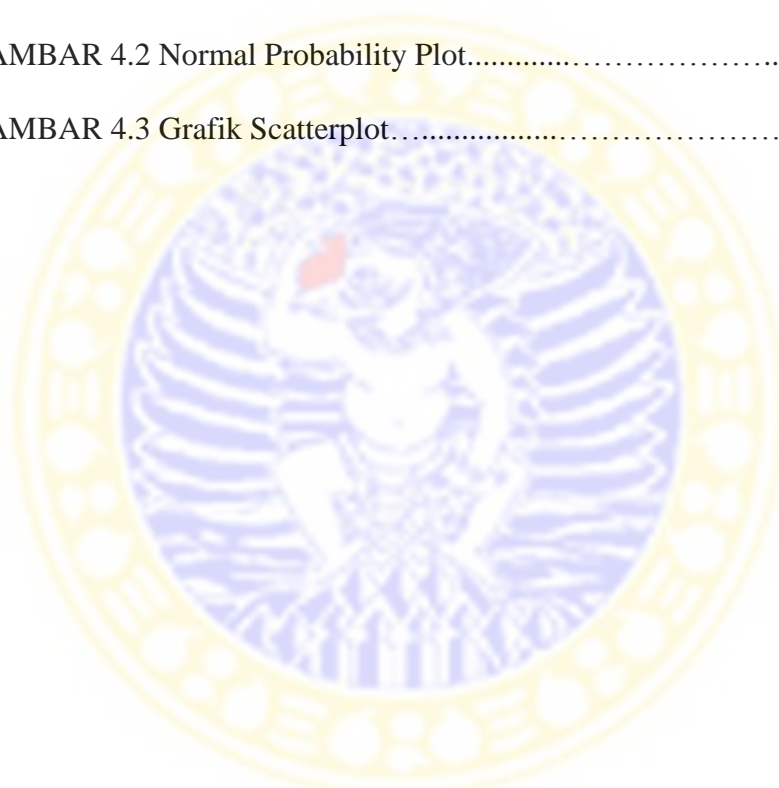 AMBAR 4.2 Normal Probability Plot.............………………..
AMBAR 4.3 Grafik Scatterplot…..................…………………